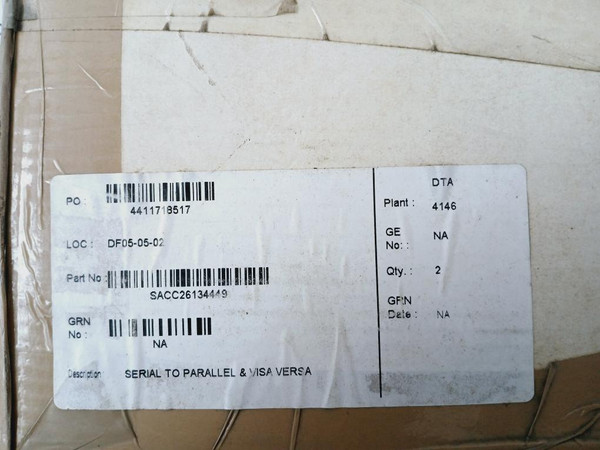 PO :
4411718517
LOC : DF05-05-02
Part No :
SACC26134449
GRN
No :
NA
Description SERIAL TO PARALLEL & VISA VERSA
DTA
Plant : 4146
GE
No: : NA
Qty. : 2
GRN
Date : NA